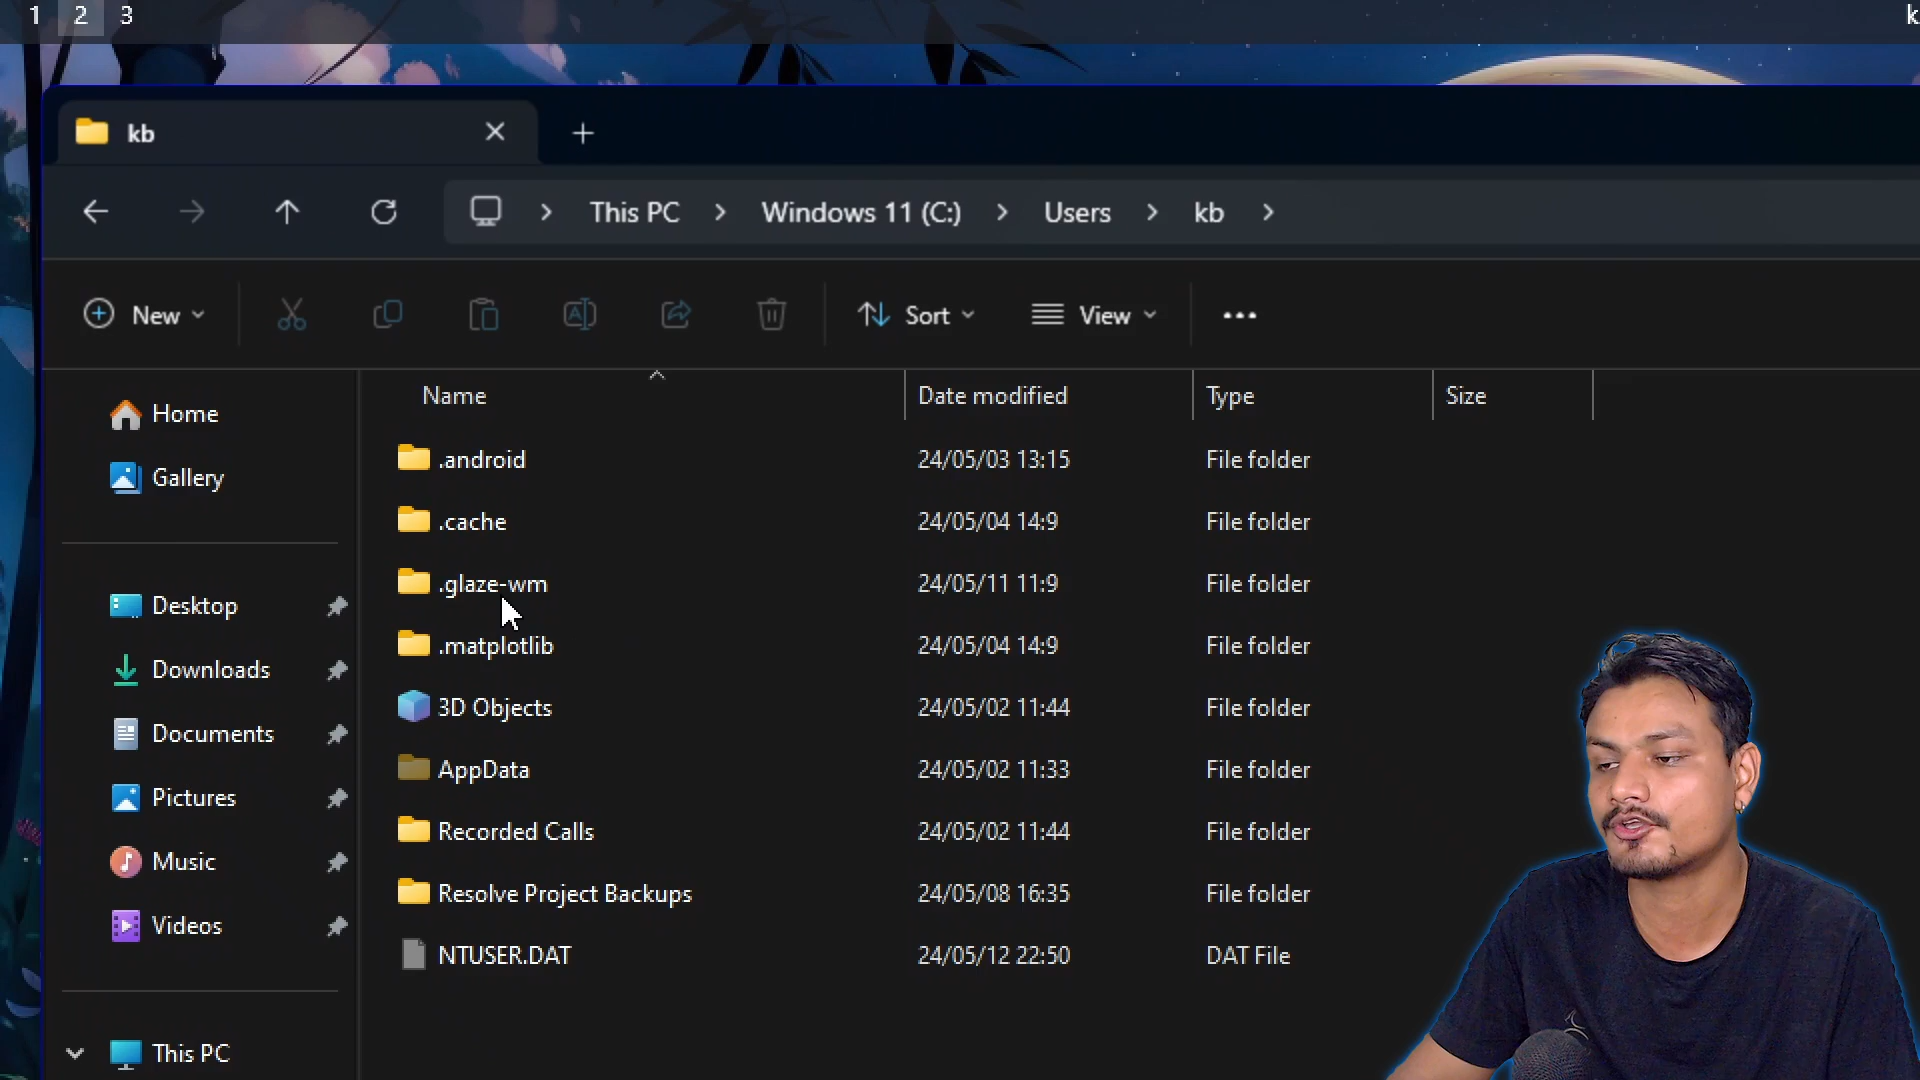 1 2 3 k
kb
This PC > Windows 11 (C:) > Users > kb >
New Sort View
Name Date modified Type Size
Home
Gallery
Desktop
Downloads
Documents
Pictures
Music
Videos
This PC
.android 24/05/03 13:15 File folder
.cache 24/05/04 14:9 File folder
.glaze-wm 24/05/11 11:9 File folder
.matplotlib 24/05/04 14:9 File folder
3D Objects 24/05/02 11:44 File folder
AppData 24/05/02 11:33 File folder
Recorded Calls 24/05/02 11:44 File folder
Resolve Project Backups 24/05/08 16:35 File folder
NTUSER.DAT 24/05/12 22:50 DAT File